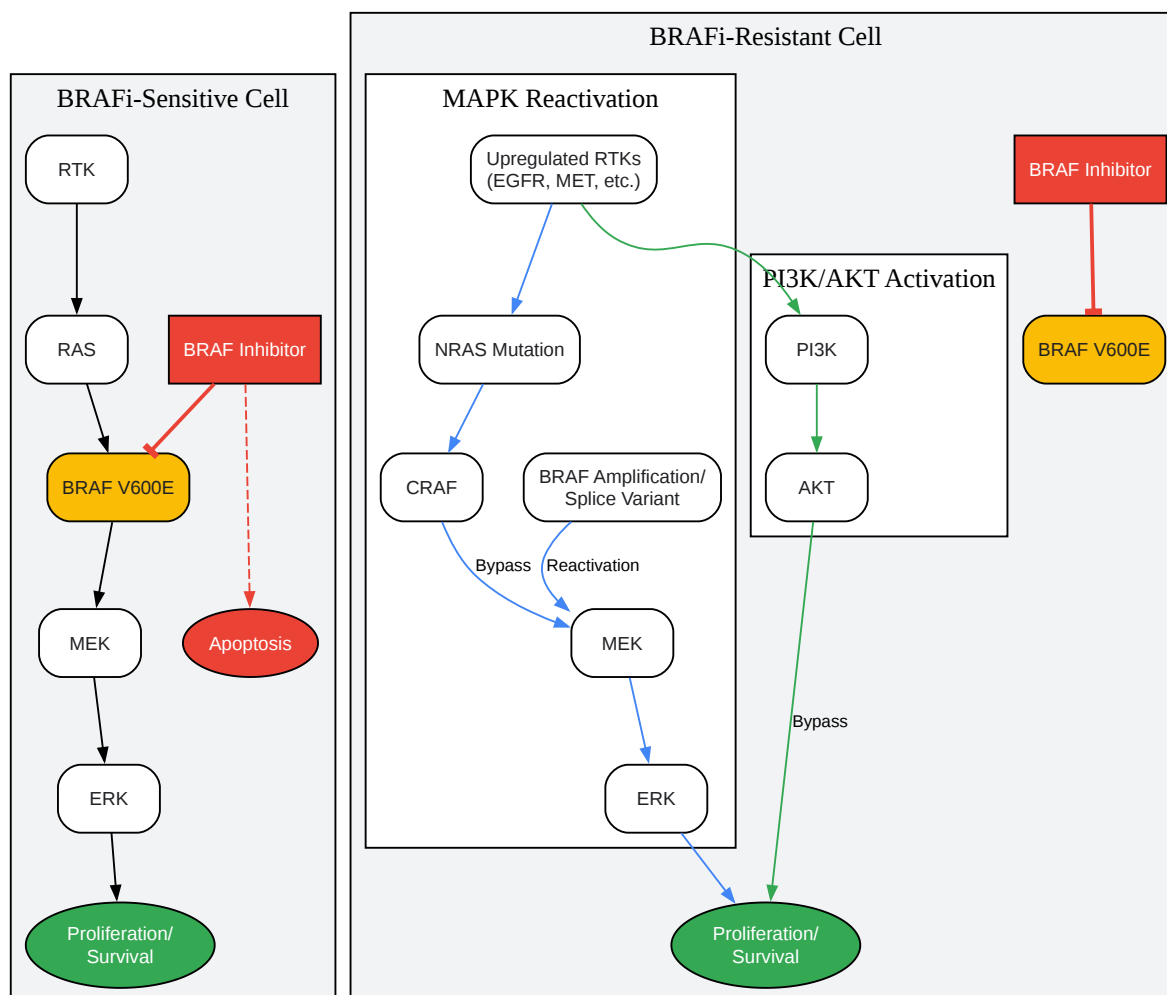 BRAFi-Sensitive Cell
RTK
RAS
BRAF Inhibitor
BRAF V600E
MEK
Apoptosis
ERK
Proliferation/
Survival
BRAFi-Resistant Cell
MAPK Reactivation
Upregulated RTKs
(EGFR, MET, etc.)
NRAS Mutation
CRAF
BRAF Amplification/
Splice Variant
Bypass
Reactivation
MEK
ERK
PI3K/AKT Activation
PI3K
AKT
Bypass
BRAF Inhibitor
BRAF V600E
Proliferation/
Survival